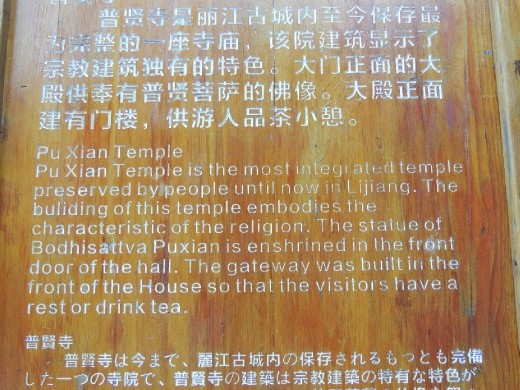 普贤寺是丽江古城内至今保存最
为完整的一座寺庙，该院建筑显示了
宗教建筑独有的特色。大门正面的大
殿供奉有普贤菩萨的佛像。大殿正面
建有门楼，供游人品茶小憩。
Pu Xian Temple
Pu Xian Temple is the most integrated temple
preserved by people until now in Lijiang. The
buliding of this temple embodies the
characteristic of the religion. The statue of
Bodhisattva Puxian is enshrined in the front
door of the hall. The gateway was built in the
front of the House so that the visitors have a
rest or drink tea.
普賢寺
普賢寺は今まで、麗江古城内の保存されるもっとも完備
した一つの寺院で、普賢寺の建築は宗教建築の特有な特色が